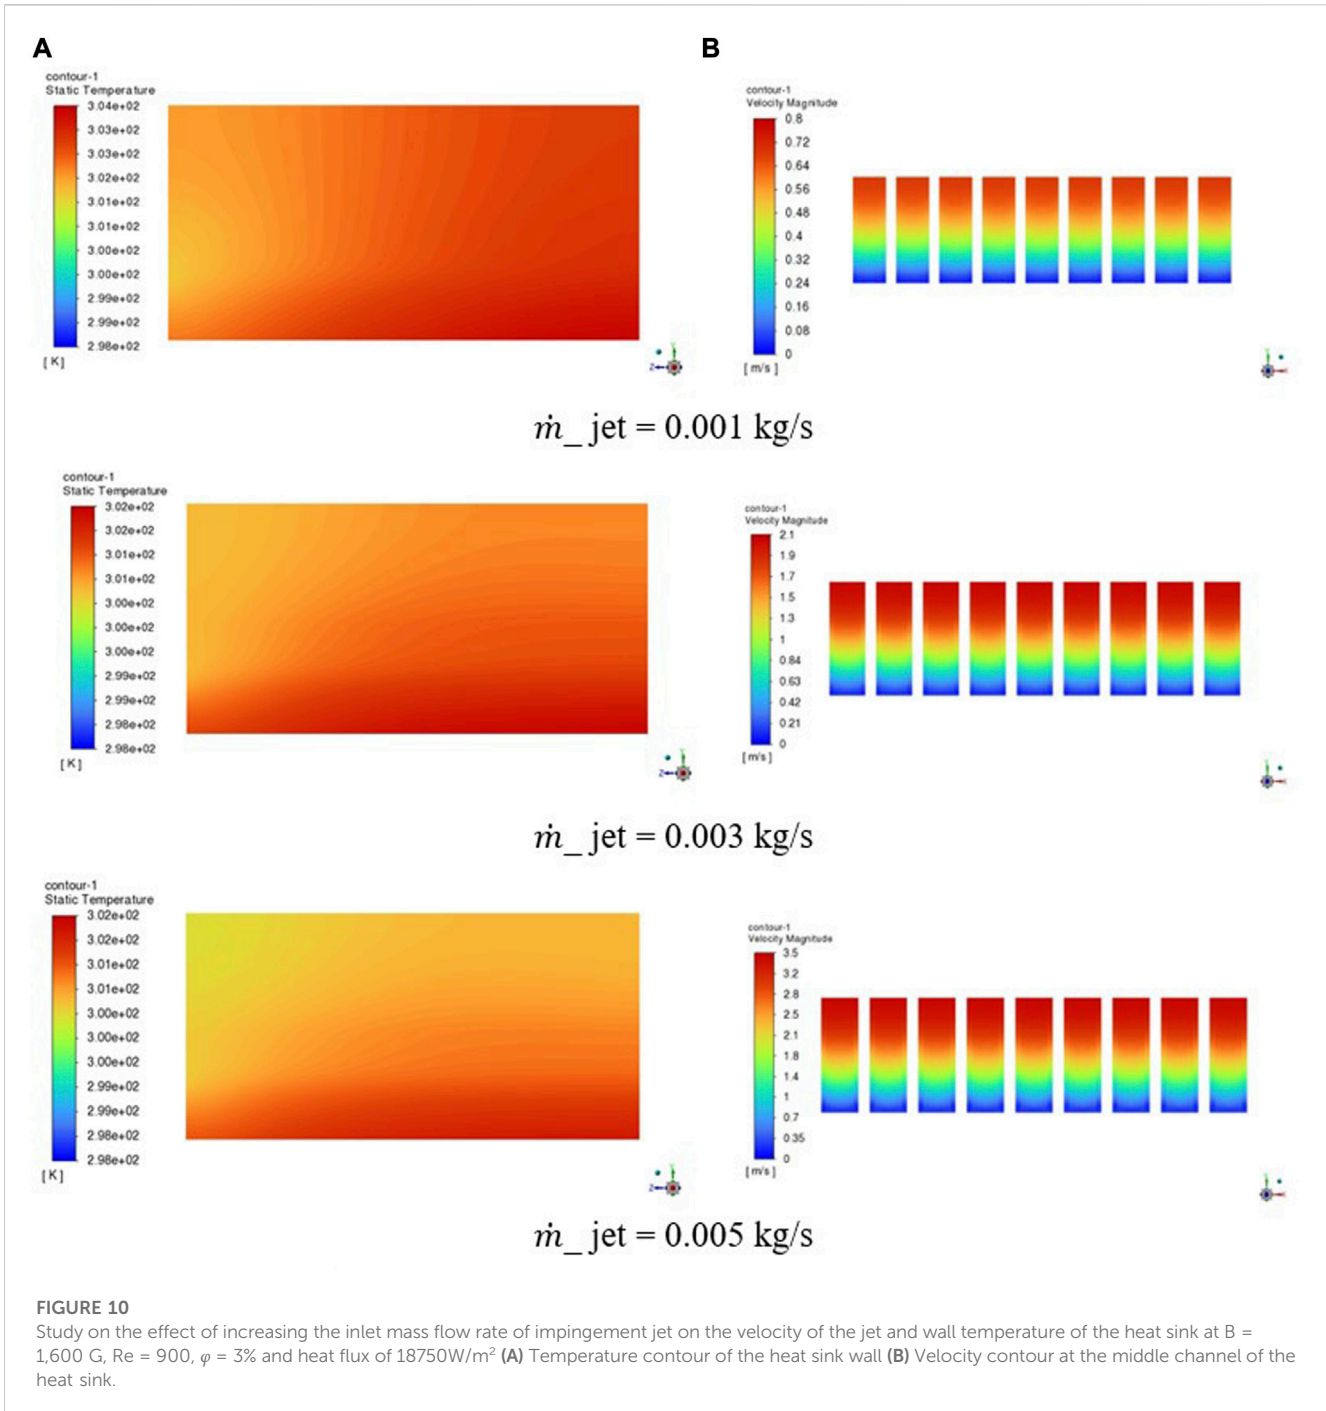 A
B
contour-1
Static Temperature
3.04e+02
3.03e+02
3.03e+02
3.02e+02
3.01e+02
3.00e+02
3.00e+02
2.99e+02
2.99e+02
2.98e+02
[ K]
contour-1
Velocity Magnitude
0.8
0.72
0.64
0.56
0.48
0.4
0.32
0.24
0.16
0.08
0
[ m/s ]
ṁ_ jet = 0.001 kg/s
contour-1
Static Temperature
3.02e+02
3.02e+02
3.01e+02
3.01e+02
3.00e+02
3.00e+02
3.00e+02
2.99e+02
2.99e+02
2.98e+02
2.98e+02
[ K]
contour-1
Velocity Magnitude
2.1
1.9
1.7
1.5
1.3
1
0.84
0.63
0.42
0.21
0
[ m/s ]
ṁ_ jet = 0.003 kg/s
contour-1
Static Temperature
3.02e+02
3.02e+02
3.01e+02
3.01e+02
3.00e+02
3.00e+02
3.00e+02
2.99e+02
2.99e+02
2.98e+02
2.98e+02
[ K]
contour-1
Velocity Magnitude
3.5
3.2
2.8
2.5
2.1
1.8
1.4
1
0.7
0.35
0
[ m/s ]
ṁ_ jet = 0.005 kg/s
FIGURE 10
Study on the effect of increasing the inlet mass flow rate of impingement jet on the velocity of the jet and wall temperature of the heat sink at B =
1,600 G, Re = 900, φ = 3% and heat flux of 18750W/m² (A) Temperature contour of the heat sink wall (B) Velocity contour at the middle channel of the
heat sink.